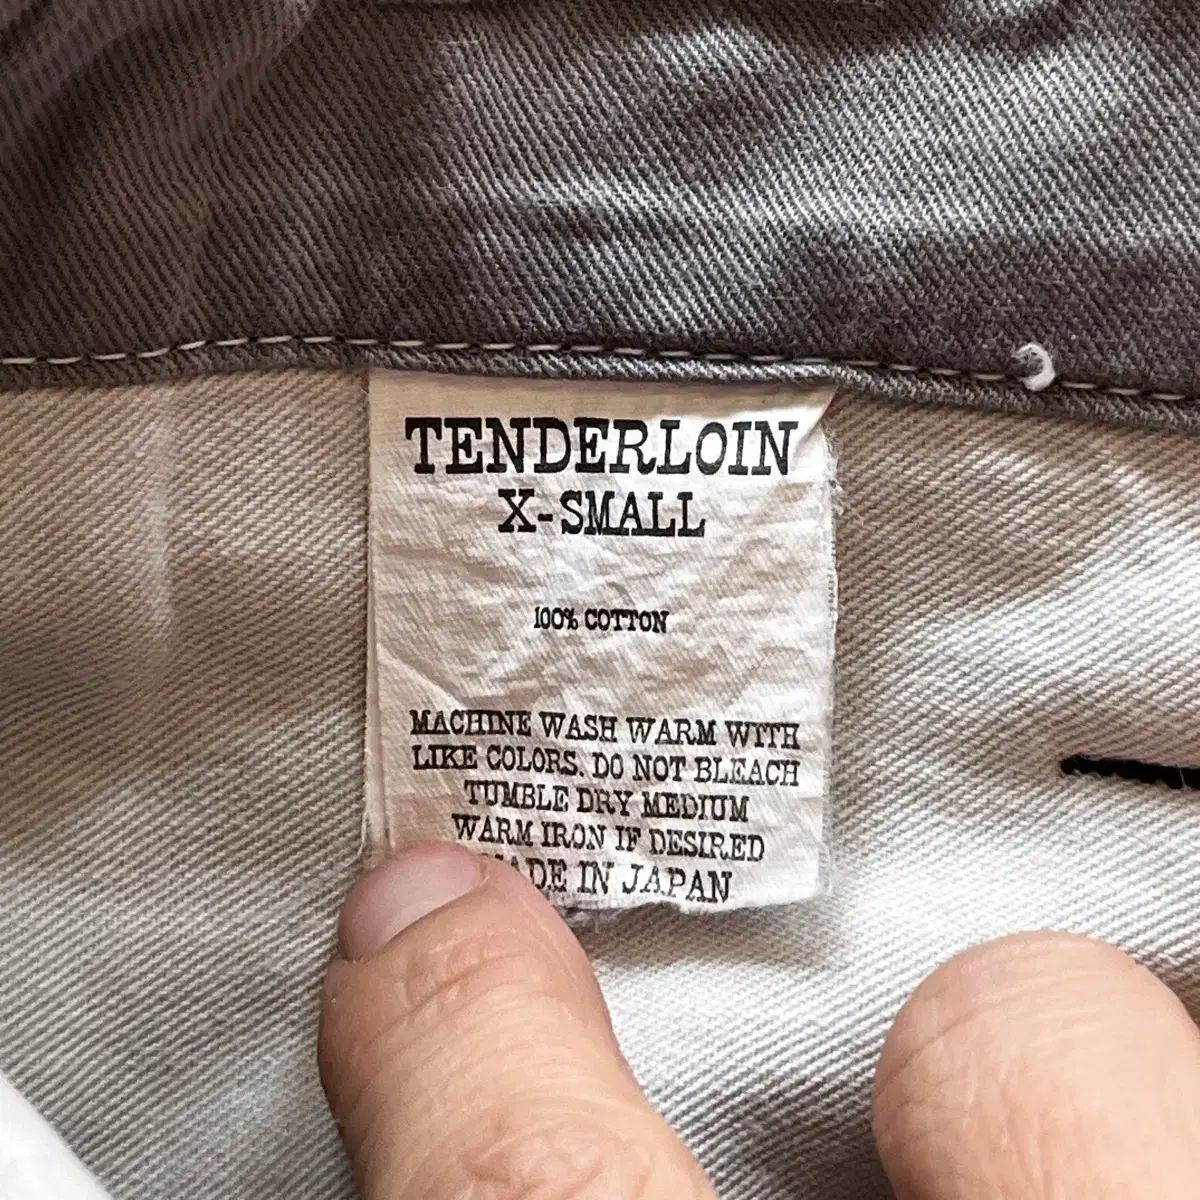 TENDERLOIN
X-SMALL
100% COTTON
MACHINE WASH WARM WITH
LIKE COLORS. DO NOT BLEACH
TUMBLE DRY MEDIUM
WARM IRON IF DESIRED
MADE IN JAPAN